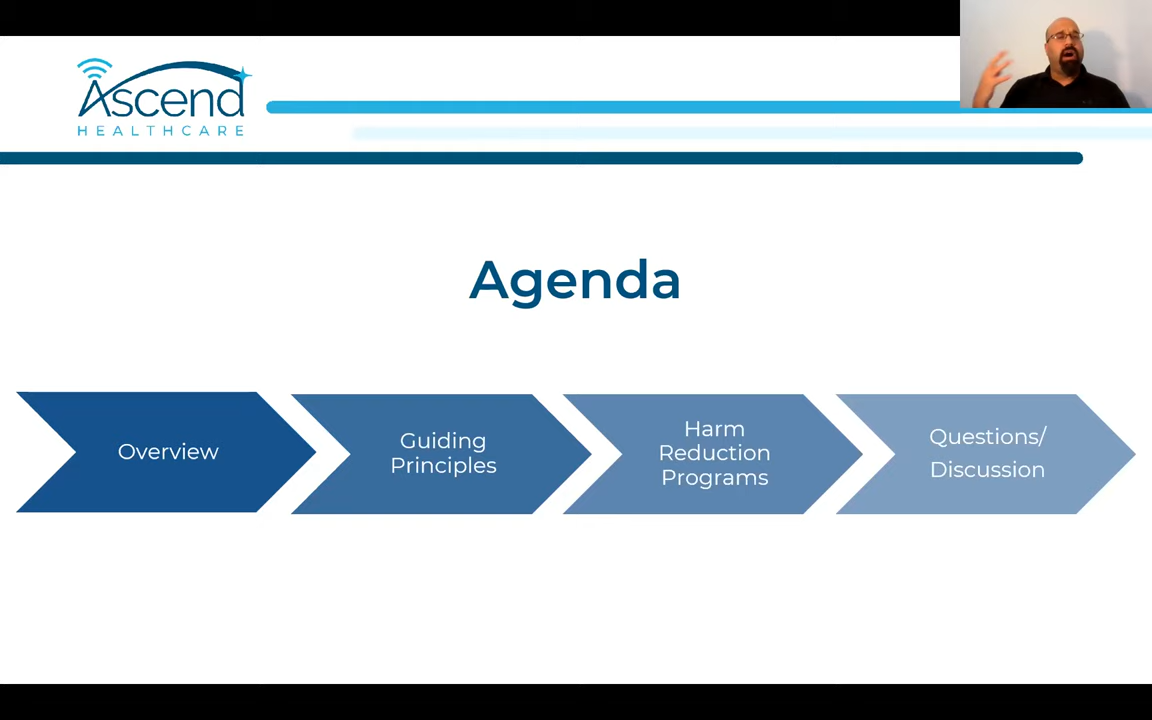 Ascend
HEALTHCARE
Agenda
Overview
Guiding
Principles
Harm
Reduction
Programs
Questions/
Discussion